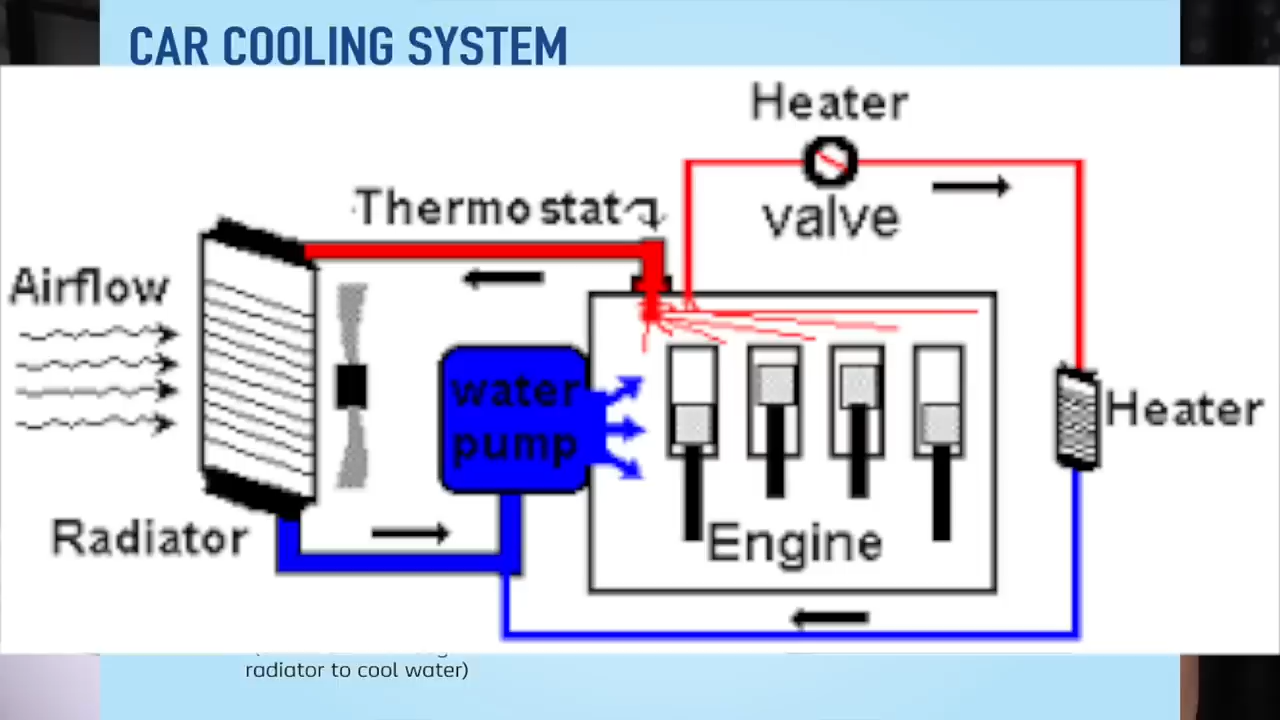 CAR COOLING SYSTEM
Heater
valve
Thermostat
Airflow
water
pump
Heater
Radiator
Engine
radiator to cool water)